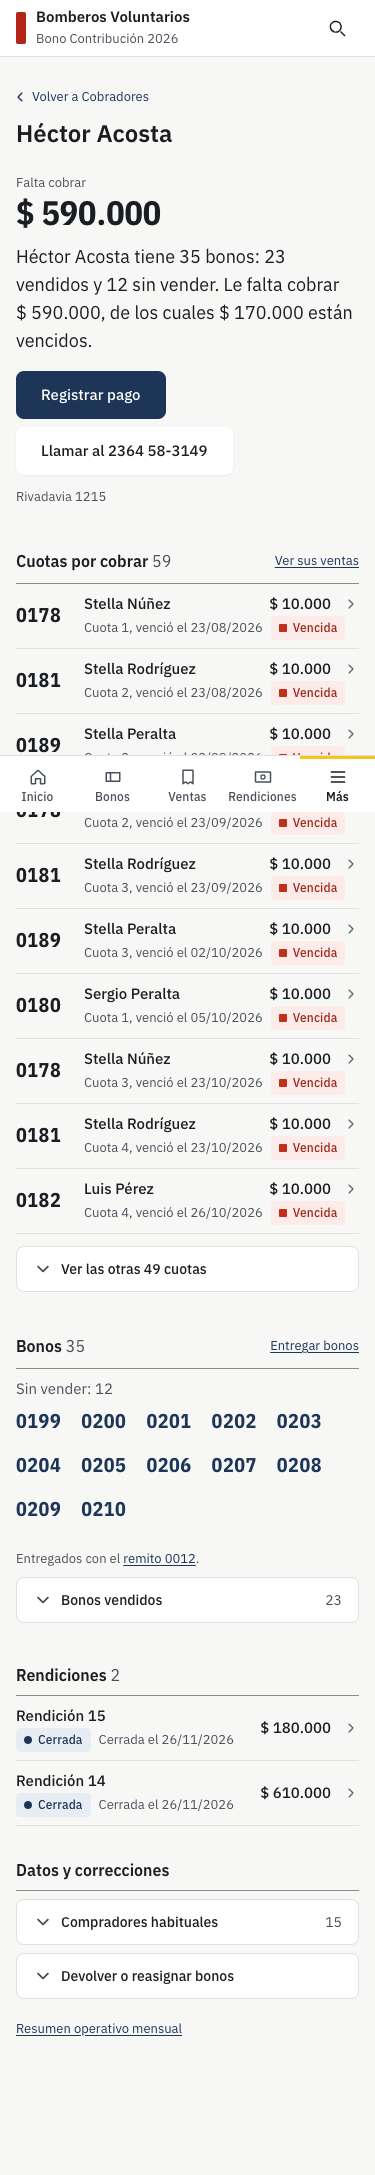 Bomberos Voluntarios
Bono Contribución 2026
Volver a Cobradores
Héctor Acosta
Falta cobrar
$ 590.000
Héctor Acosta tiene 35 bonos: 23
vendidos y 12 sin vender. Le falta cobrar
$ 590.000, de los cuales $ 170.000 están
vencidos.
Registrar pago
Llamar al 2364 58-3149
Rivadavia 1215
Cuotas por cobrar 59
Ver sus ventas
0178 Stella Núñez $ 10.000
Cuota 1, venció el 23/08/2026 Vencida
0181 Stella Rodríguez $ 10.000
Cuota 2, venció el 23/08/2026 Vencida
0189 Stella Peralta $ 10.000
Inicio
Bonos
Ventas
Rendiciones
Más
Cuota 2, venció el 23/09/2026 Vencida
0181 Stella Rodríguez $ 10.000
Cuota 3, venció el 23/09/2026 Vencida
0189 Stella Peralta $ 10.000
Cuota 3, venció el 02/10/2026 Vencida
0180 Sergio Peralta $ 10.000
Cuota 1, venció el 05/10/2026 Vencida
0178 Stella Núñez $ 10.000
Cuota 3, venció el 23/10/2026 Vencida
0181 Stella Rodríguez $ 10.000
Cuota 4, venció el 23/10/2026 Vencida
0182 Luis Pérez $ 10.000
Cuota 4, venció el 26/10/2026 Vencida
Ver las otras 49 cuotas
Bonos 35
Entregar bonos
Sin vender: 12
0199 0200 0201 0202 0203
0204 0205 0206 0207 0208
0209 0210
Entregados con el remito 0012.
Bonos vendidos 23
Rendiciones 2
Rendición 15 $ 180.000
Cerrada Cerrada el 26/11/2026
Rendición 14 $ 610.000
Cerrada Cerrada el 26/11/2026
Datos y correcciones
Compradores habituales 15
Devolver o reasignar bonos
Resumen operativo mensual